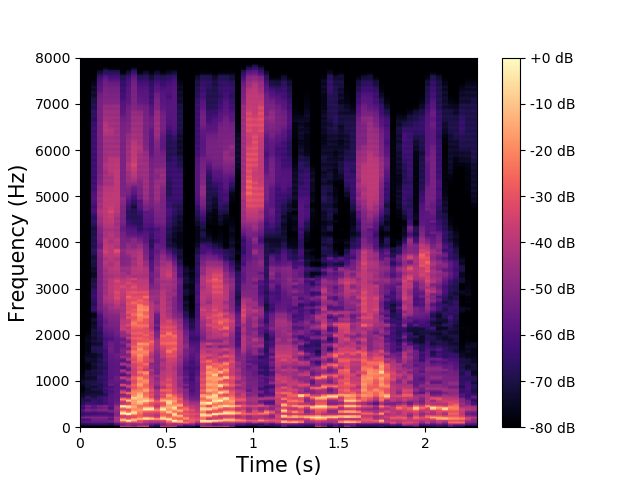 8000
7000
6000
5000
4000
3000
2000
1000
0
Frequency (Hz)
0
0.5
1
1.5
2
Time (s)
+0 dB
-10 dB
-20 dB
-30 dB
-40 dB
-50 dB
-60 dB
-70 dB
-80 dB